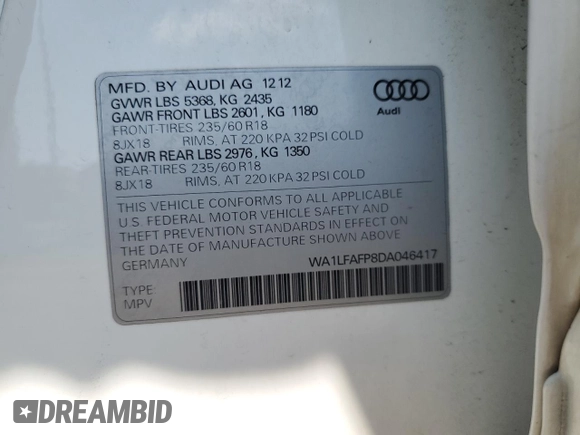 MFD. BY AUDI AG 12 12
GVWR LBS 5368, KG 2435
GAWR FRONT LBS 2601, KG 1180
FRONT-TIRES 235/60 R18
8JX18 RIMS, AT 220 KPA 32 PSI COLD
GAWR REAR LBS 2976, KG 1350
REAR-TIRES 235/60 R18
8JX18 RIMS, AT 220 KPA 32 PSI COLD
Audi
THIS VEHICLE CONFORMS TO ALL APPLICABLE
U.S. FEDERAL MOTOR VEHICLE SAFETY AND
THEFT PREVENTION STANDARDS IN EFFECT ON
THE DATE OF MANUFACTURE SHOWN ABOVE.
GERMANY
WA1LFAFP8DA046417
TYPE
MPV
DREAMBID